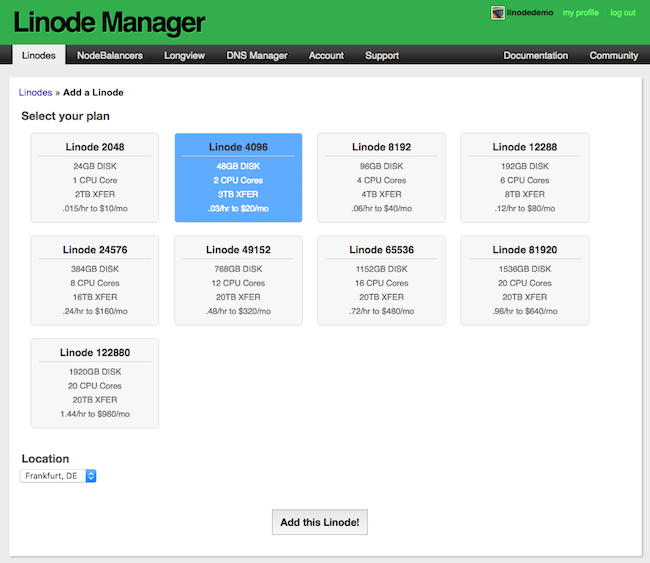 Linode Manager
linodedemo my profile log out
Linodes NodeBalancers Longview DNS Manager Account Support Documentation Community
Linodes » Add a Linode
Select your plan
Linode 2048
24GB DISK
1 CPU Core
2TB XFER
.015/hr to $10/mo
Linode 4096
48GB DISK
2 CPU Cores
3TB XFER
.03/hr to $20/mo
Linode 8192
96GB DISK
4 CPU Cores
4TB XFER
.06/hr to $40/mo
Linode 12288
192GB DISK
6 CPU Cores
8TB XFER
.12/hr to $80/mo
Linode 24576
384GB DISK
8 CPU Cores
16TB XFER
.24/hr to $160/mo
Linode 49152
768GB DISK
12 CPU Cores
20TB XFER
.48/hr to $320/mo
Linode 65536
1152GB DISK
16 CPU Cores
20TB XFER
.72/hr to $480/mo
Linode 81920
1536GB DISK
20 CPU Cores
20TB XFER
.96/hr to $640/mo
Linode 122880
1920GB DISK
20 CPU Cores
20TB XFER
1.44/hr to $960/mo
Location
Frankfurt, DE
Add this Linode!